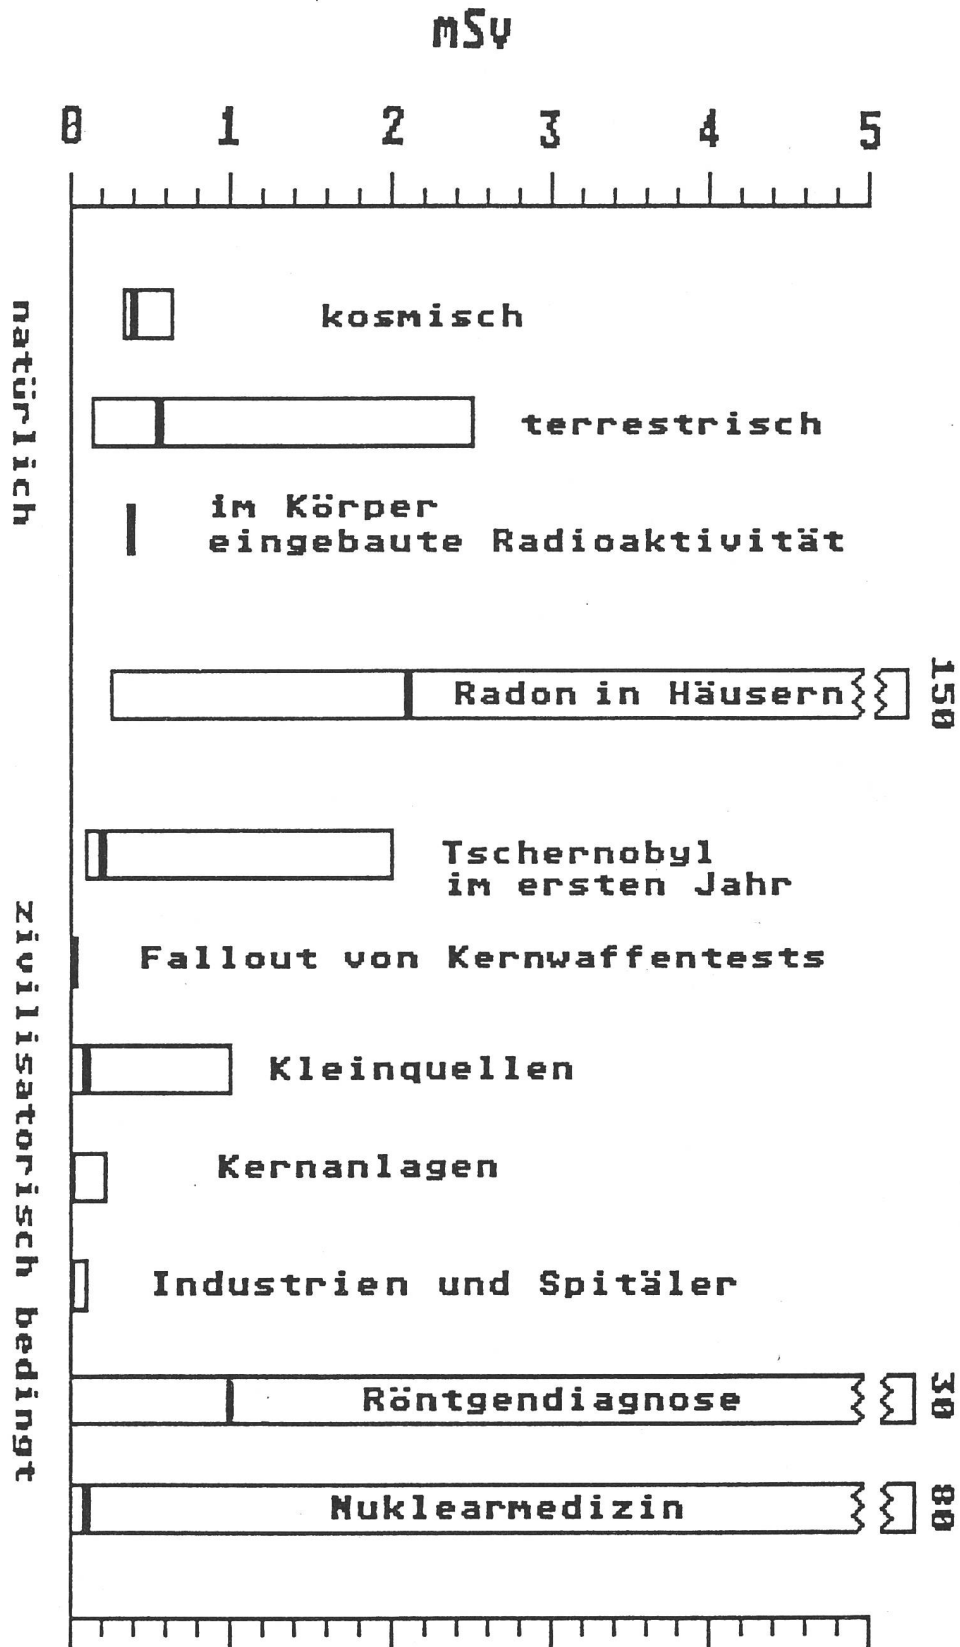 mSv
0 1 2 3 4 5
natürlich
kosmisch
terrestrisch
im Körper
eingebaute Radioaktivität
Radon in Häusern
150
zivilisatorisch bedingt
Tschernobyl
im ersten Jahr
Fallout von Kernwaffentests
Kleinquellen
Kernanlagen
Industrien und Spitäler
Röntgendiagnose
30
Nuklearmedizin
80